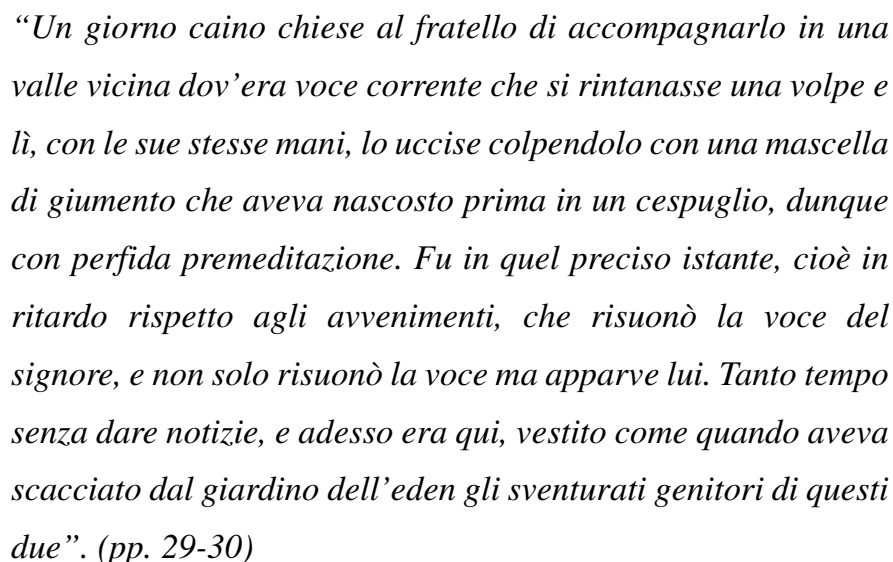 “Un giorno caino chiese al fratello di accompagnarlo in una
valle vicina dov’era voce corrente che si rintanasse una volpe e
lì, con le sue stesse mani, lo uccise colpendolo con una mascella
di giumento che aveva nascosto prima in un cespuglio, dunque
con perfida premeditazione. Fu in quel preciso istante, cioè in
ritardo rispetto agli avvenimenti, che risuonò la voce del
signore, e non solo risuonò la voce ma apparve lui. Tanto tempo
senza dare notizie, e adesso era qui, vestito come quando aveva
scacciato dal giardino dell’eden gli sventurati genitori di questi
due”. (pp. 29-30)